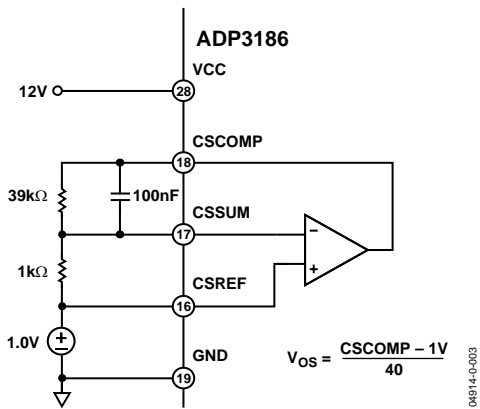 ADP3186
VCC
12V
28
CSCOMP
18
39kΩ
100nF
CSSUM
17
1kΩ
CSREF
16
1.0V
GND
19
VOS = CSCOMP – 1V
40
04914-0-003